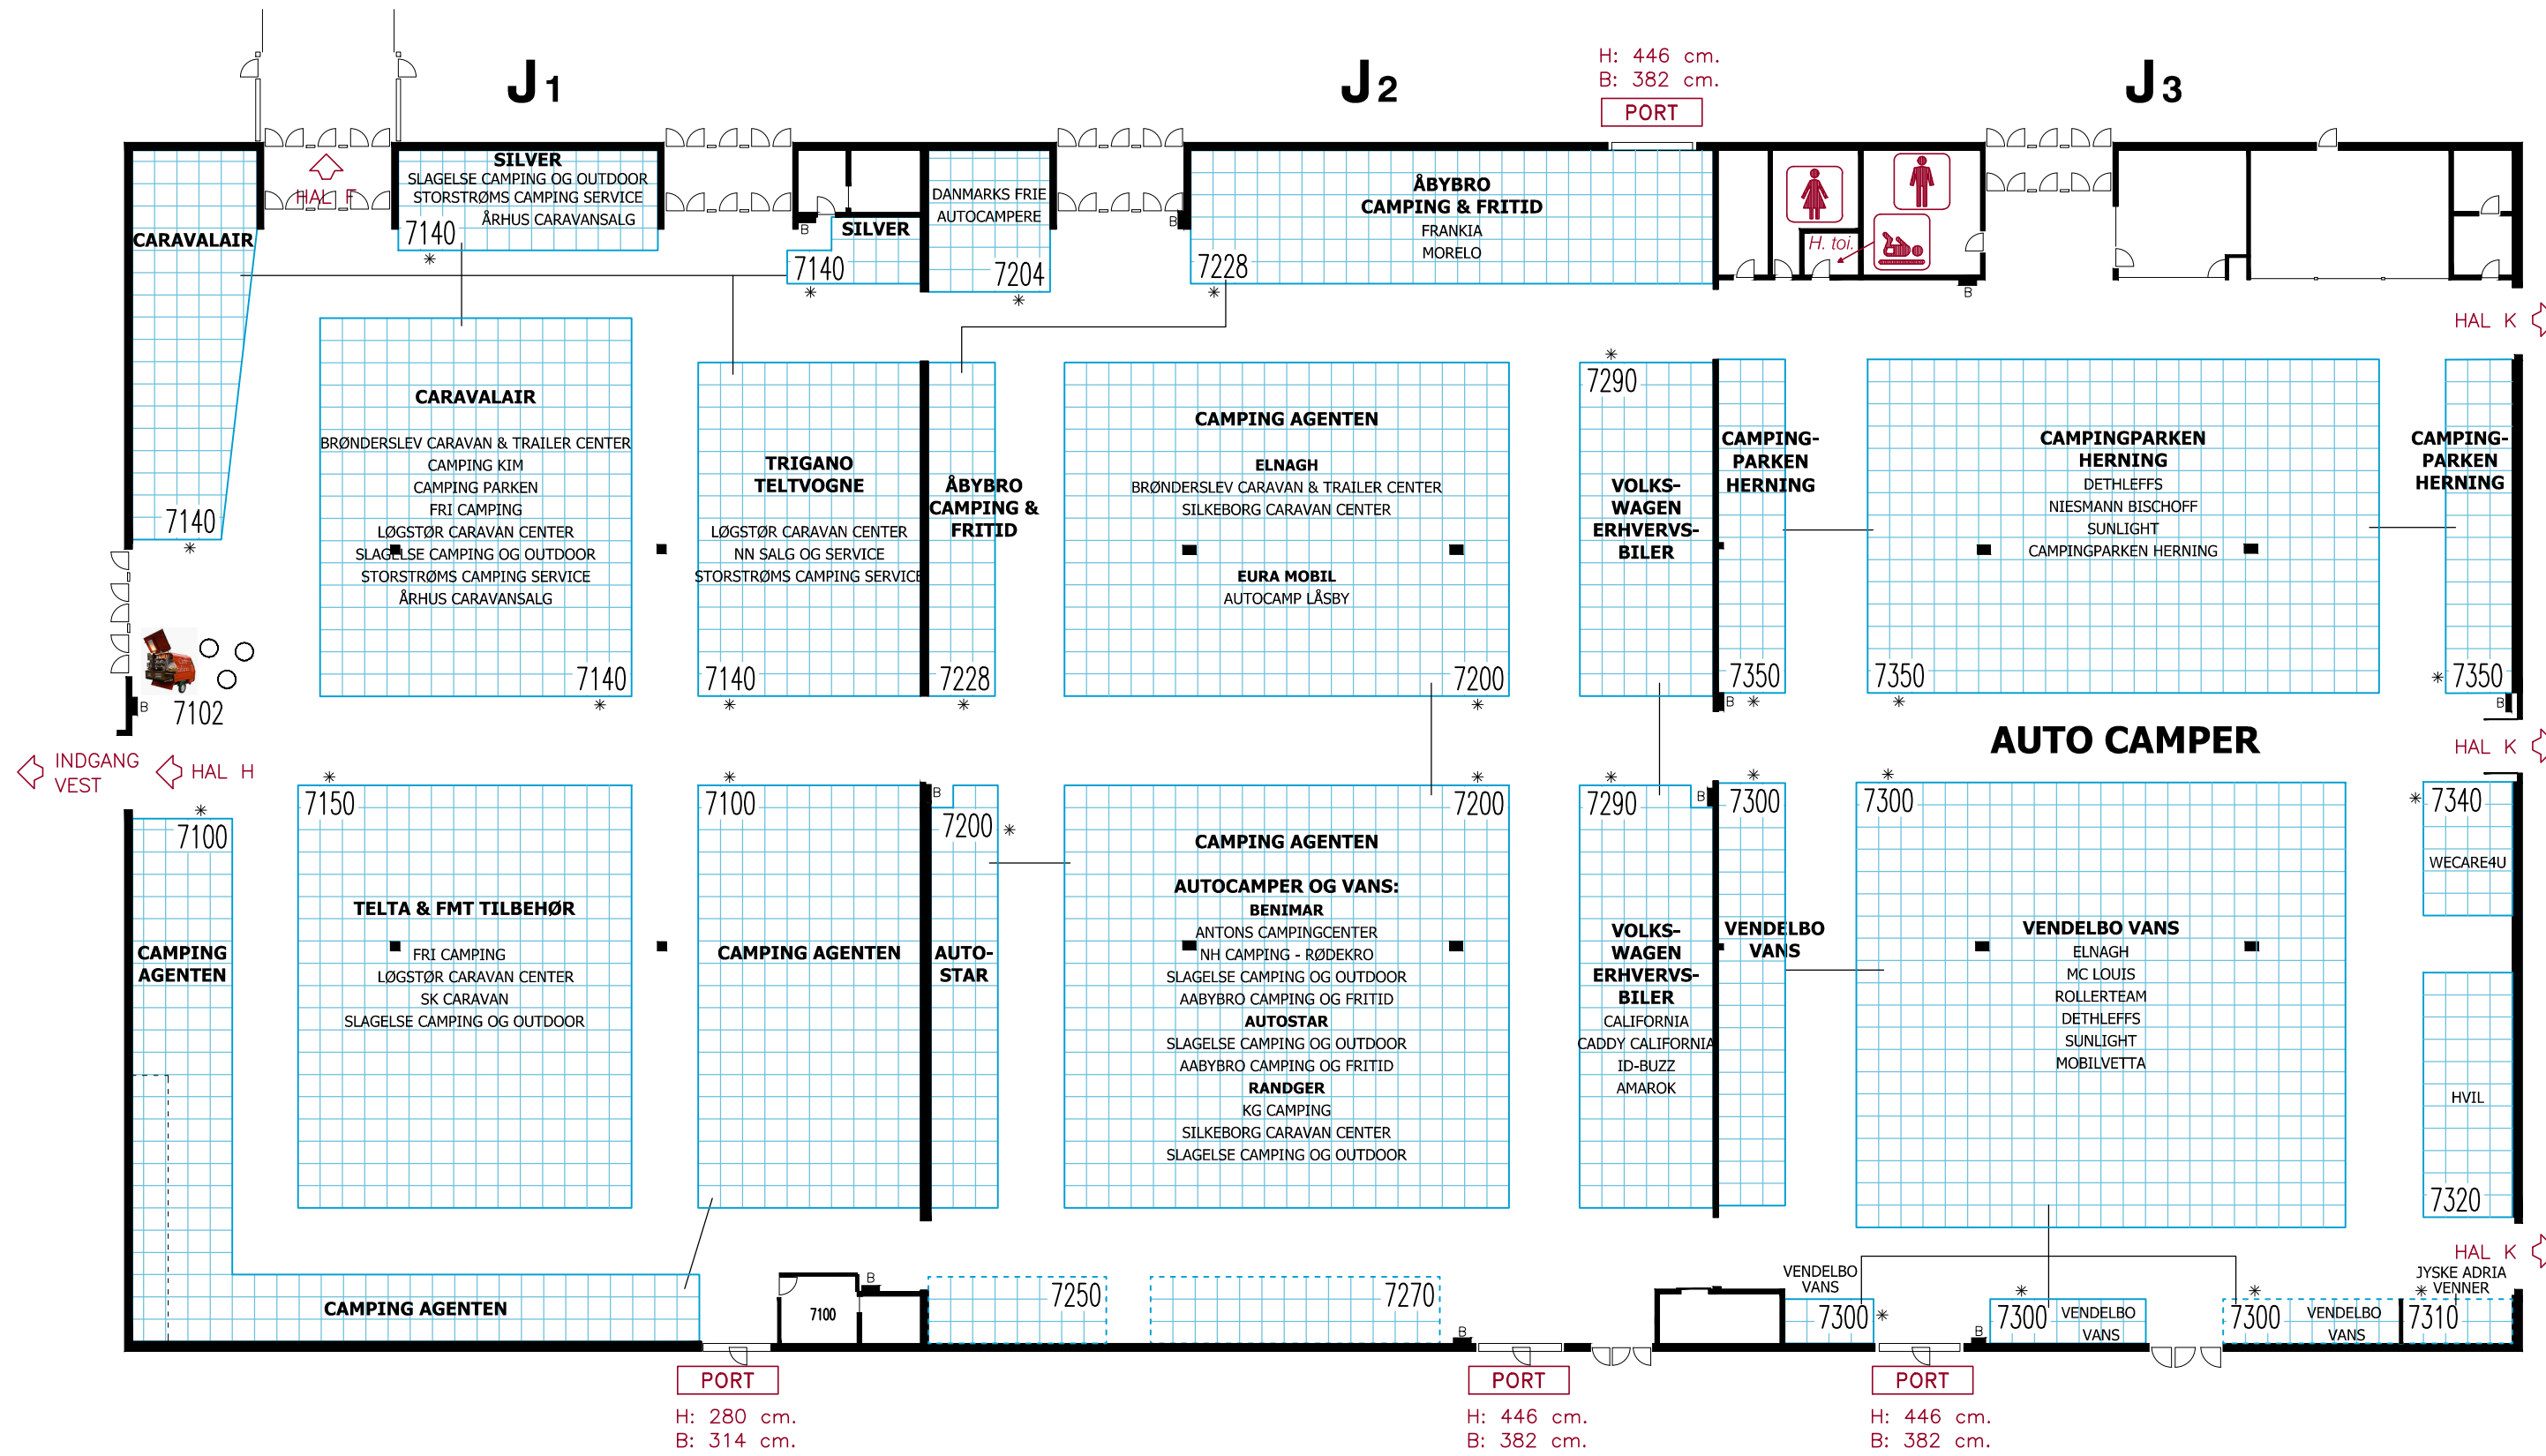 J1
J2
J3
H: 446 cm.
B: 382 cm.
PORT
HAL F
CARAVALAIR
7140
SILVER
SLAGELSE CAMPING OG OUTDOOR
STORSTRØMS CAMPING SERVICE
ÅRHUS CARAVANSALG
7140
B
SILVER
7140
DANMARKS FRIE
AUTOCAMPERE
7204
B
ÅBYBRO
CAMPING & FRITID
FRANKIA
MORELO
7228
H. toi.
B
HAL K
CARAVALAIR
BRØNDERSLEV CARAVAN & TRAILER CENTER
CAMPING KIM
CAMPING PARKEN
FRI CAMPING
LØGSTØR CARAVAN CENTER
SLAGELSE CAMPING OG OUTDOOR
STORSTRØMS CAMPING SERVICE
ÅRHUS CARAVANSALG
7140
TRIGANO
TELTVOGNE
LØGSTØR CARAVAN CENTER
NN SALG OG SERVICE
STORSTRØMS CAMPING SERVICE
7140
ÅBYBRO
CAMPING &
FRITID
7228
CAMPING AGENTEN
ELNAGH
BRØNDERSLEV CARAVAN & TRAILER CENTER
SILKEBORG CARAVAN CENTER
EURA MOBIL
AUTOCAMP LÅSBY
7200
7290
VOLKS-
WAGEN
ERHVERVS-
BILER
CAMPING-
PARKEN
HERNING
7350
B
CAMPINGPARKEN
HERNING
DETHLEFFS
NIESMANN BISCHOFF
SUNLIGHT
CAMPINGPARKEN HERNING
7350
CAMPING-
PARKEN
HERNING
7350
B
B
7102
INDGANG
VEST
HAL H
AUTO CAMPER
HAL K
7100
CAMPING
AGENTEN
7150
TELTA & FMT TILBEHØR
FRI CAMPING
LØGSTØR CARAVAN CENTER
SK CARAVAN
SLAGELSE CAMPING OG OUTDOOR
7100
CAMPING AGENTEN
B
7200
AUTO-
STAR
7200
CAMPING AGENTEN
AUTOCAMPER OG VANS:
BENIMAR
ANTONS CAMPINGCENTER
NH CAMPING - RØDEKRO
SLAGELSE CAMPING OG OUTDOOR
AABYBRO CAMPING OG FRITID
AUTOSTAR
SLAGELSE CAMPING OG OUTDOOR
AABYBRO CAMPING OG FRITID
RANDGER
KG CAMPING
SILKEBORG CARAVAN CENTER
SLAGELSE CAMPING OG OUTDOOR
7290
B
VOLKS-
WAGEN
ERHVERVS-
BILER
CALIFORNIA
CADDY CALIFORNIA
ID-BUZZ
AMAROK
7300
VENDELBO
VANS
7300
VENDELBO VANS
ELNAGH
MC LOUIS
ROLLERTEAM
DETHLEFFS
SUNLIGHT
MOBILVETTA
7340
WECARE4U
HVIL
7320
HAL K
CAMPING AGENTEN
7100
B
7250
7270
B
VENDELBO
VANS
7300
B
7300
VENDELBO
VANS
7300
VENDELBO
VANS
JYSKE ADRIA
VENNER
7310
PORT
H: 280 cm.
B: 314 cm.
PORT
H: 446 cm.
B: 382 cm.
PORT
H: 446 cm.
B: 382 cm.